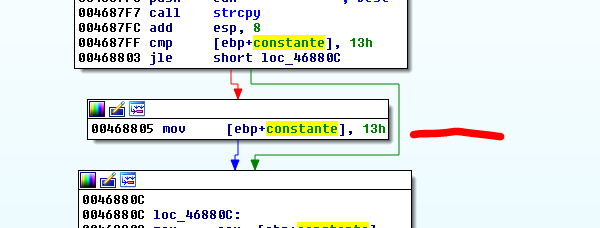 004687F7 call strcpy
004687FC add esp, 8
004687FF cmp [ebp+constante], 13h
00468803 jle short loc_46880C
00468805 mov [ebp+constante], 13h
0046880C
0046880C loc_46880C: